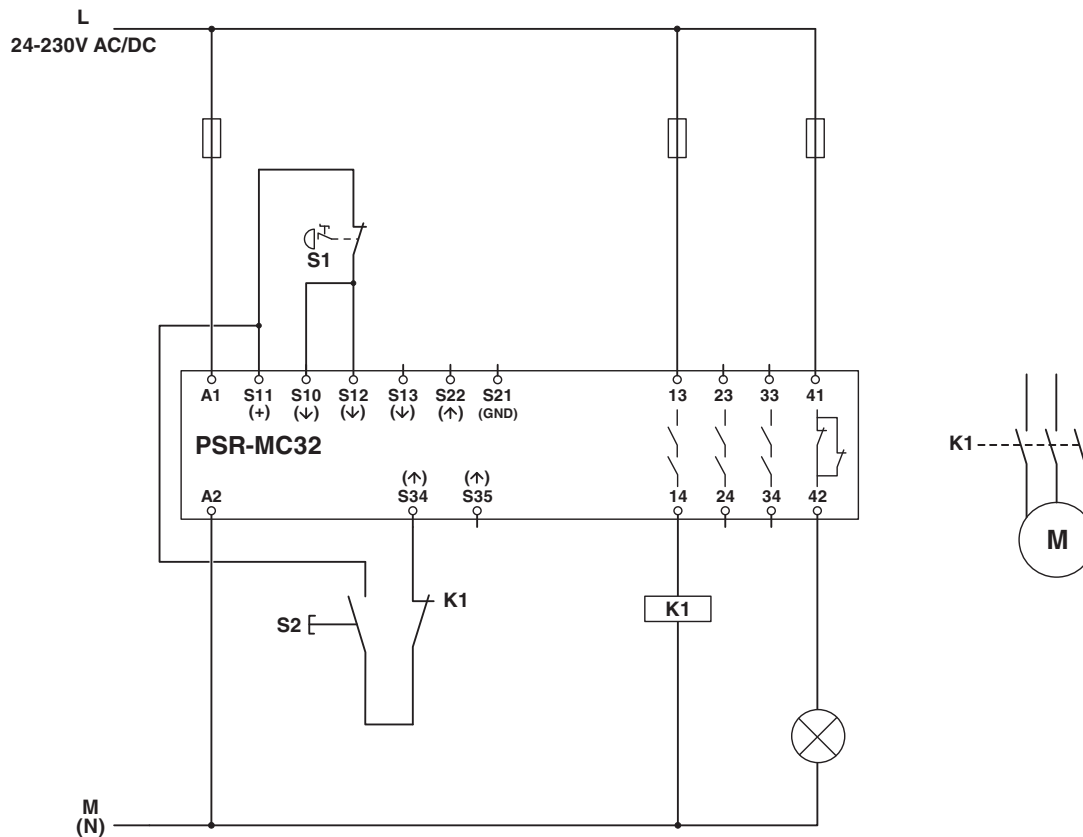 L
24-230V AC/DC
S1
A1 S11 S10 S12 S13 S22 S21 13 23 33 41
(+) (↓) (↓) (↓) (↑) (GND)
PSR-MC32
K1
(↑) (↑)
A2 S34 S35 14 24 34 42
M
K1
K1
S2
M
(N)